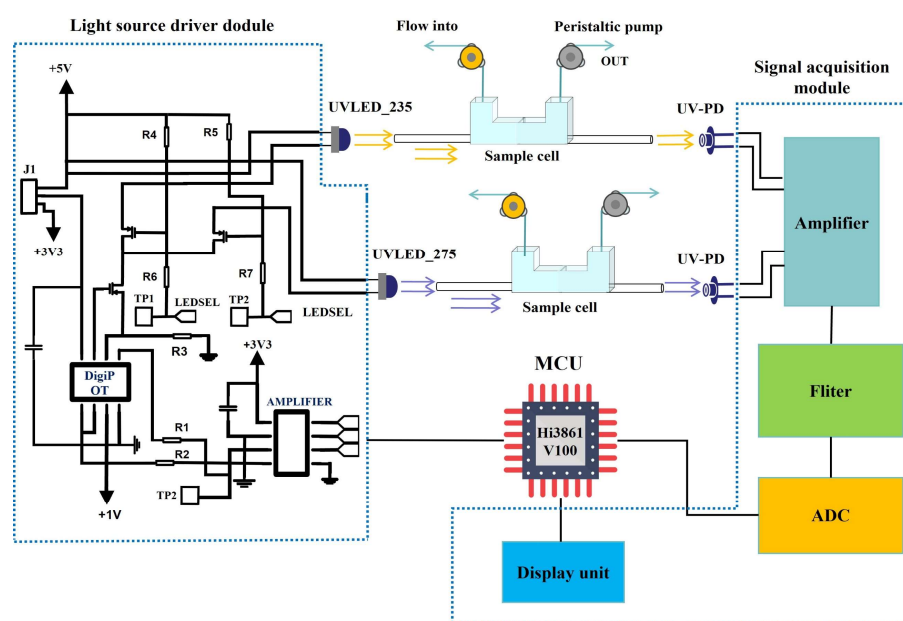 Light source driver dodule
Flow into
Peristaltic pump
OUT
Signal acquisition
module
+5V
UVLED_235
UV-PD
R4
R5
J1
Sample cell
Amplifier
+3V3
UVLED_275
UV-PD
R6
R7
TP1
LEDSEL
TP2
LEDSEL
Sample cell
R3
+3V3
MCU
DigiP
OT
AMPLIFIER
Fliter
Hi3861
V100
R1
R2
TP2
+1V
ADC
Display unit